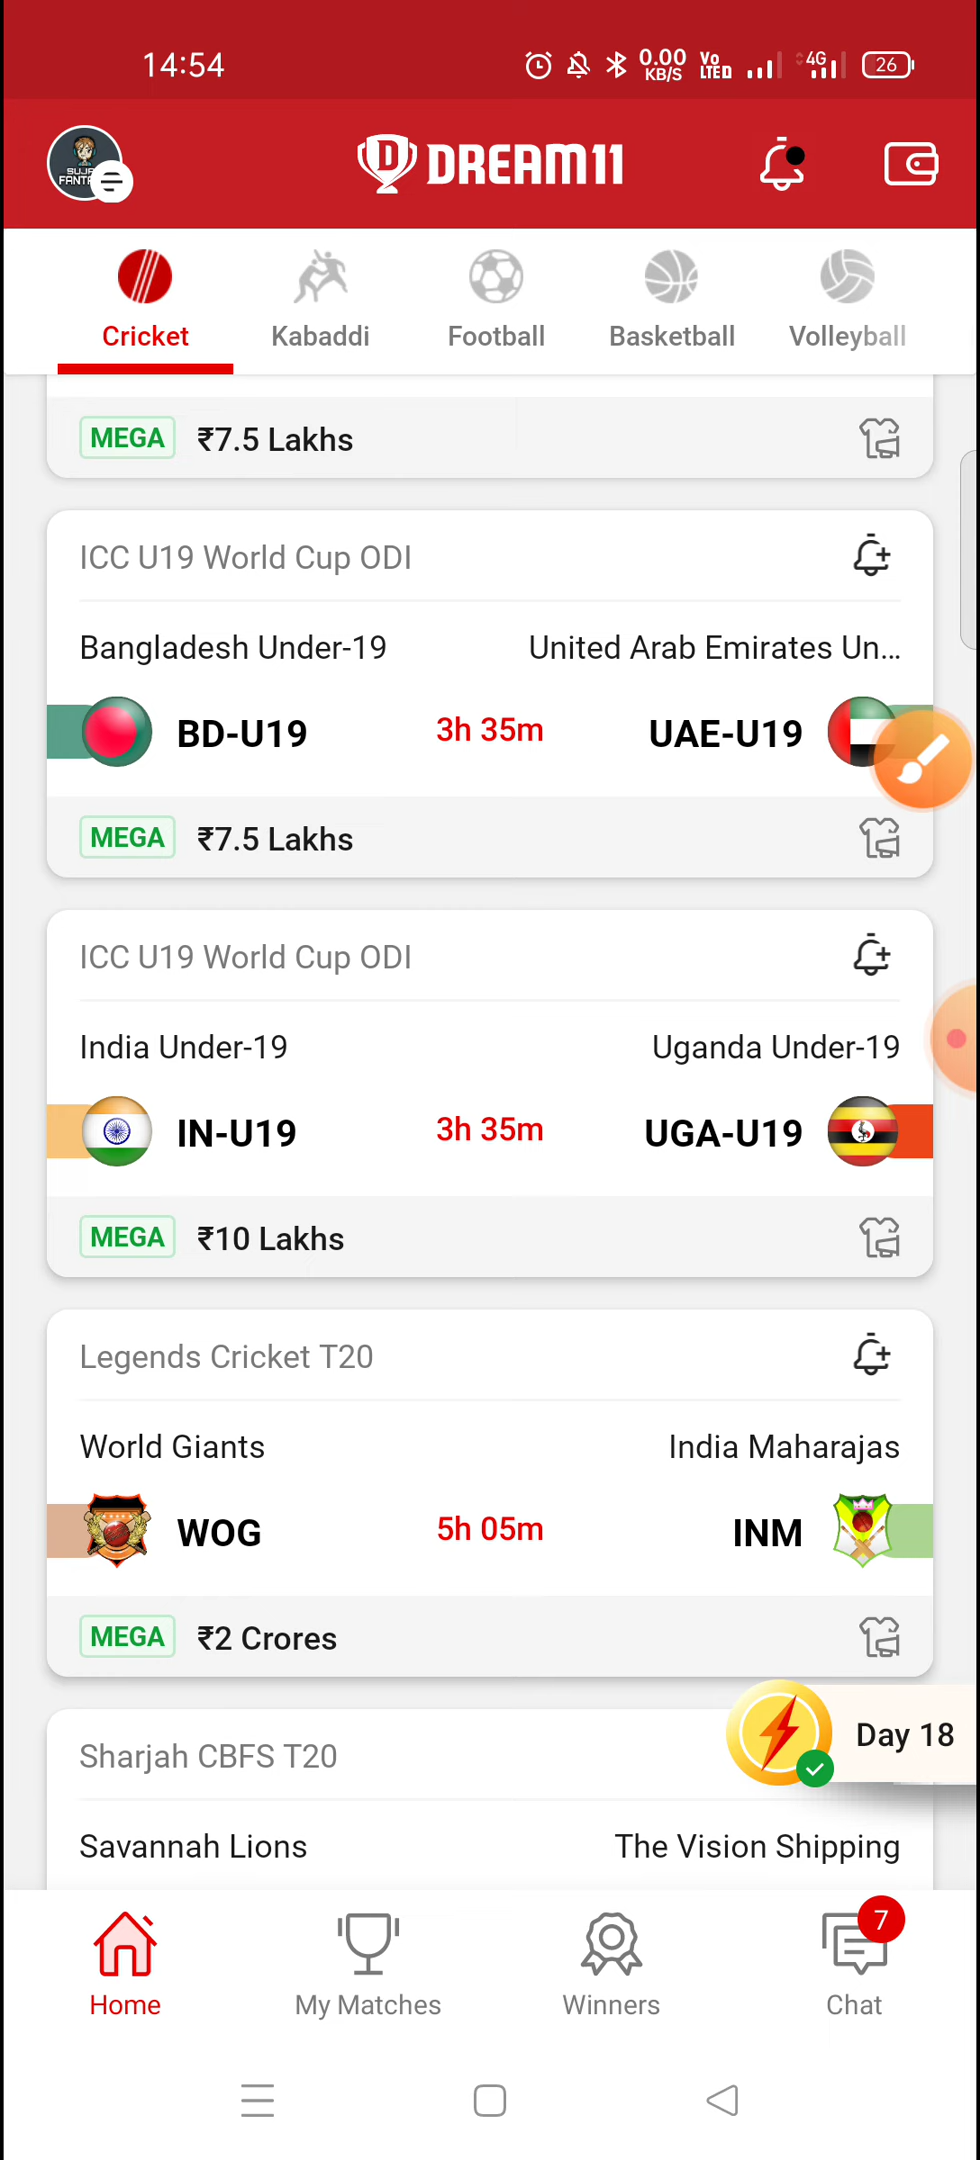 14:54
0.00
KB/S
Vo
LTED
4G
26
DREAM11
Cricket
Kabaddi
Football
Basketball
Volleyball
MEGA ₹7.5 Lakhs
ICC U19 World Cup ODI
Bangladesh Under-19
United Arab Emirates Un...
BD-U19
3h 35m
UAE-U19
MEGA ₹7.5 Lakhs
ICC U19 World Cup ODI
India Under-19
Uganda Under-19
IN-U19
3h 35m
UGA-U19
MEGA ₹10 Lakhs
Legends Cricket T20
World Giants
India Maharajas
WOG
5h 05m
INM
MEGA ₹2 Crores
Sharjah CBFS T20
Day 18
Savannah Lions
The Vision Shipping
Home
My Matches
Winners
7
Chat